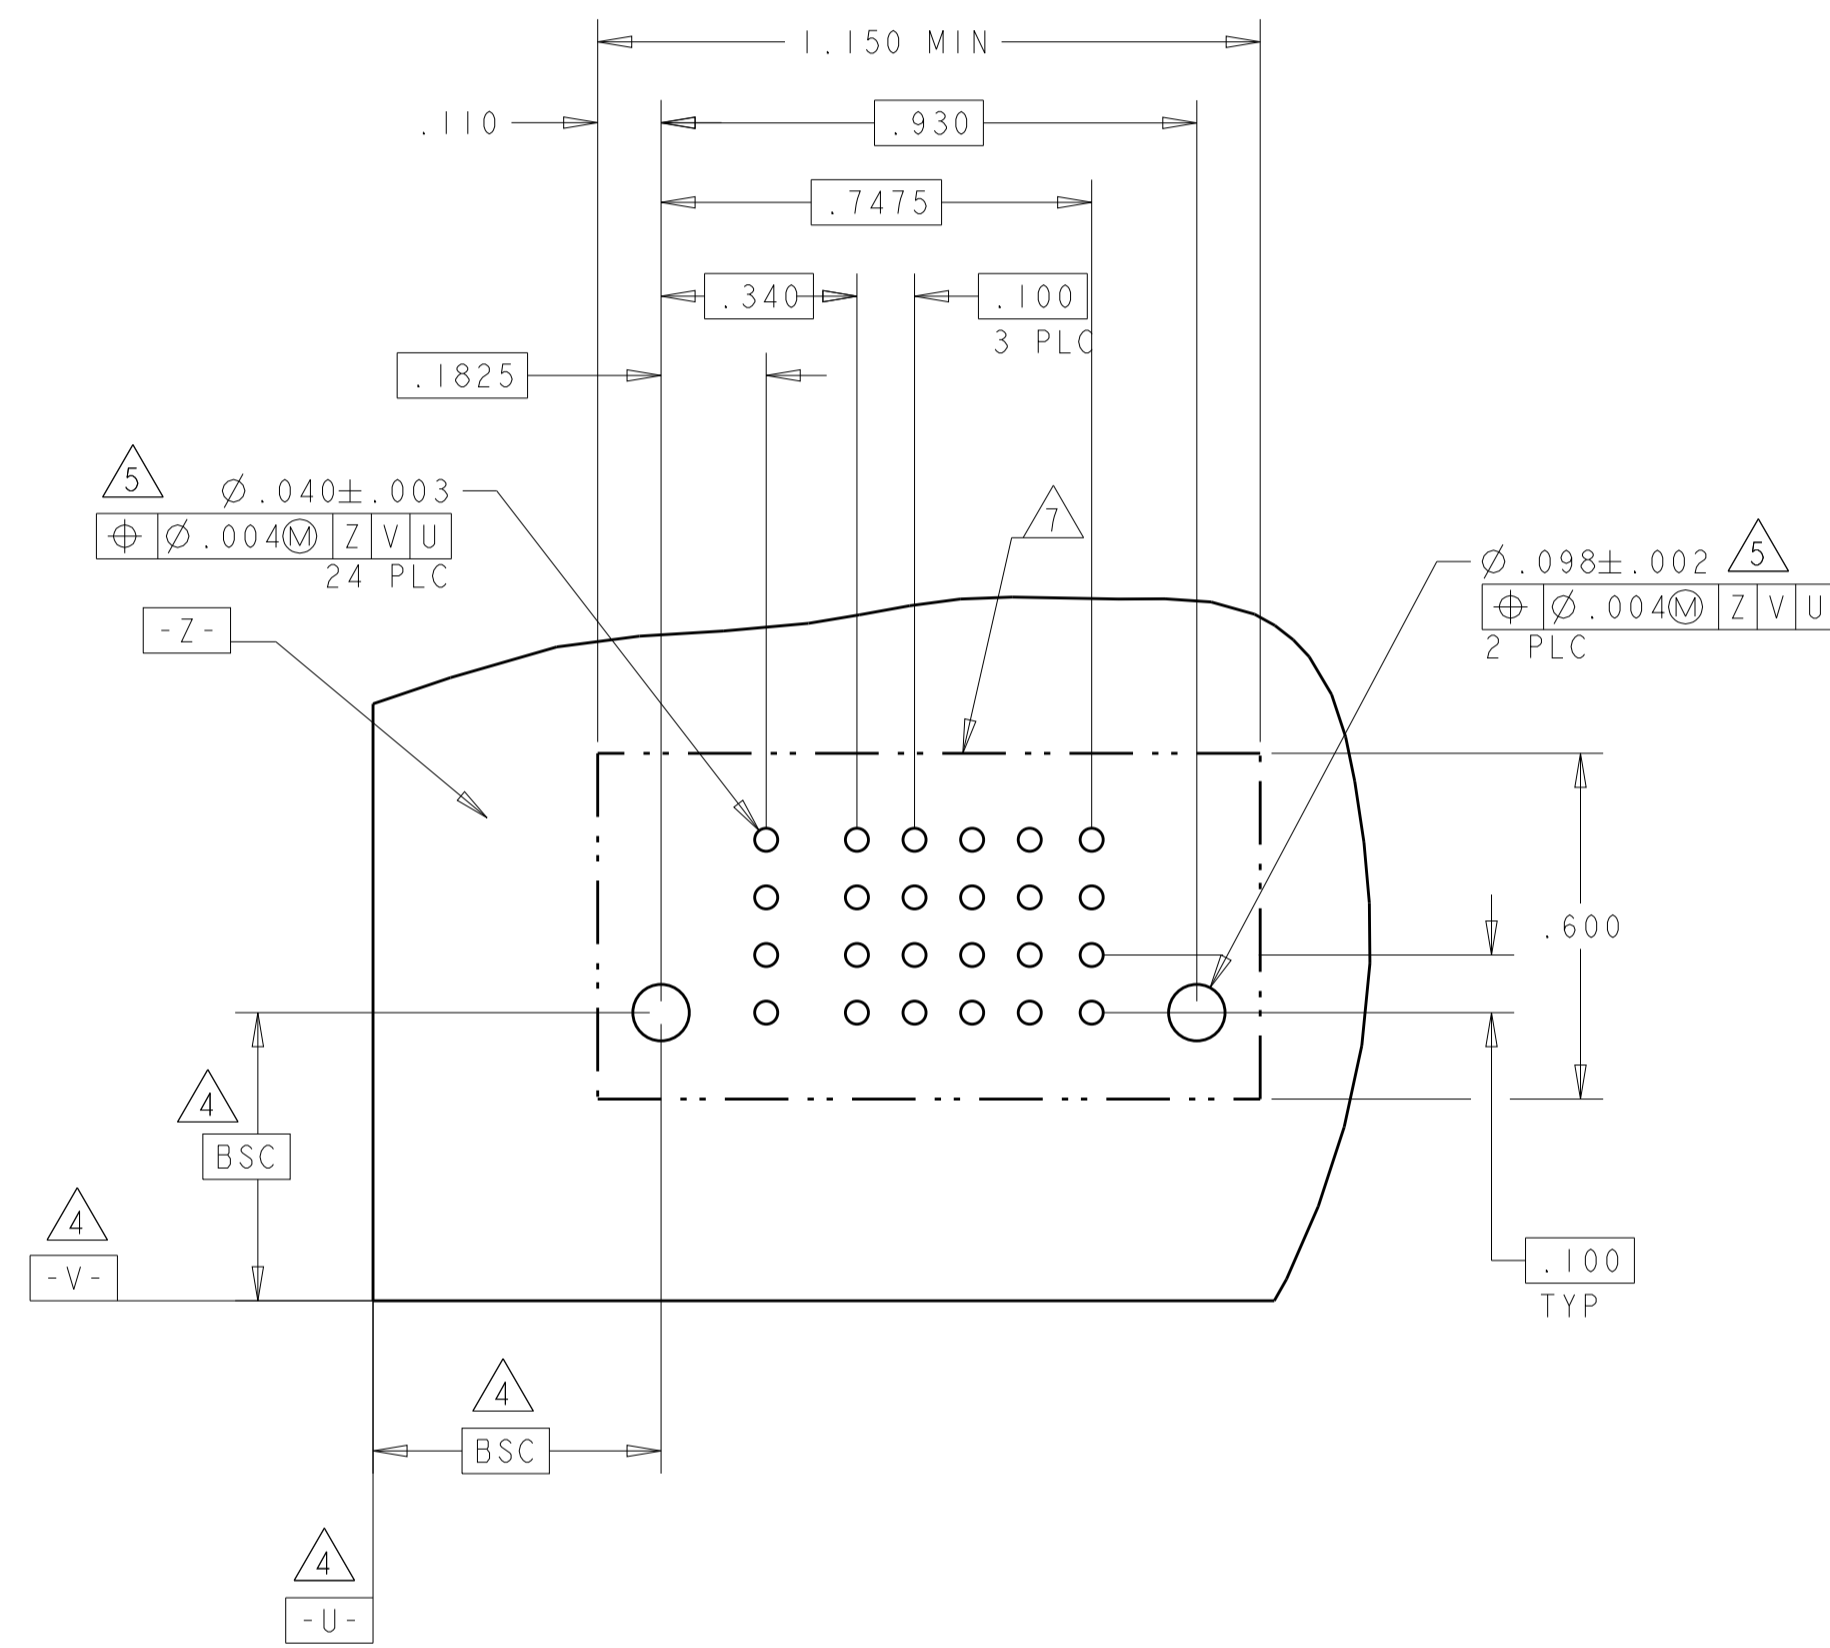 1.150 MIN
.110
.930
.7475
.340
.100
3 PLC
.1825
5
⌀.040±.003
⌖ ⌀.004Ⓜ Z V U
24 PLC
7
⌀.098±.002
5
⌖ ⌀.004Ⓜ Z V U
2 PLC
-Z-
.600
4
BSC
4
-V-
.100
TYP
4
BSC
4
-U-